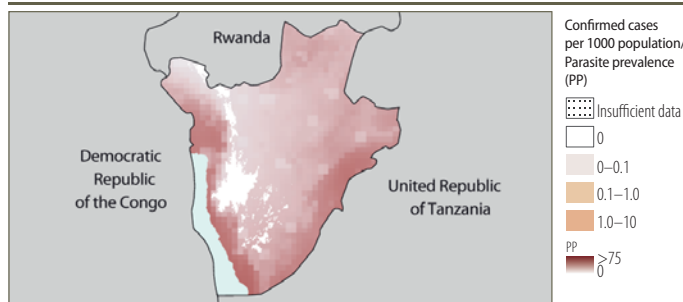 Rwanda
Democratic
Republic
of the Congo
United Republic
of Tanzania
Confirmed cases
per 1000 population/
Parasite prevalence
(PP)
Insufficient data
0
0–0.1
0.1–1.0
1.0–10
PP
>75
0